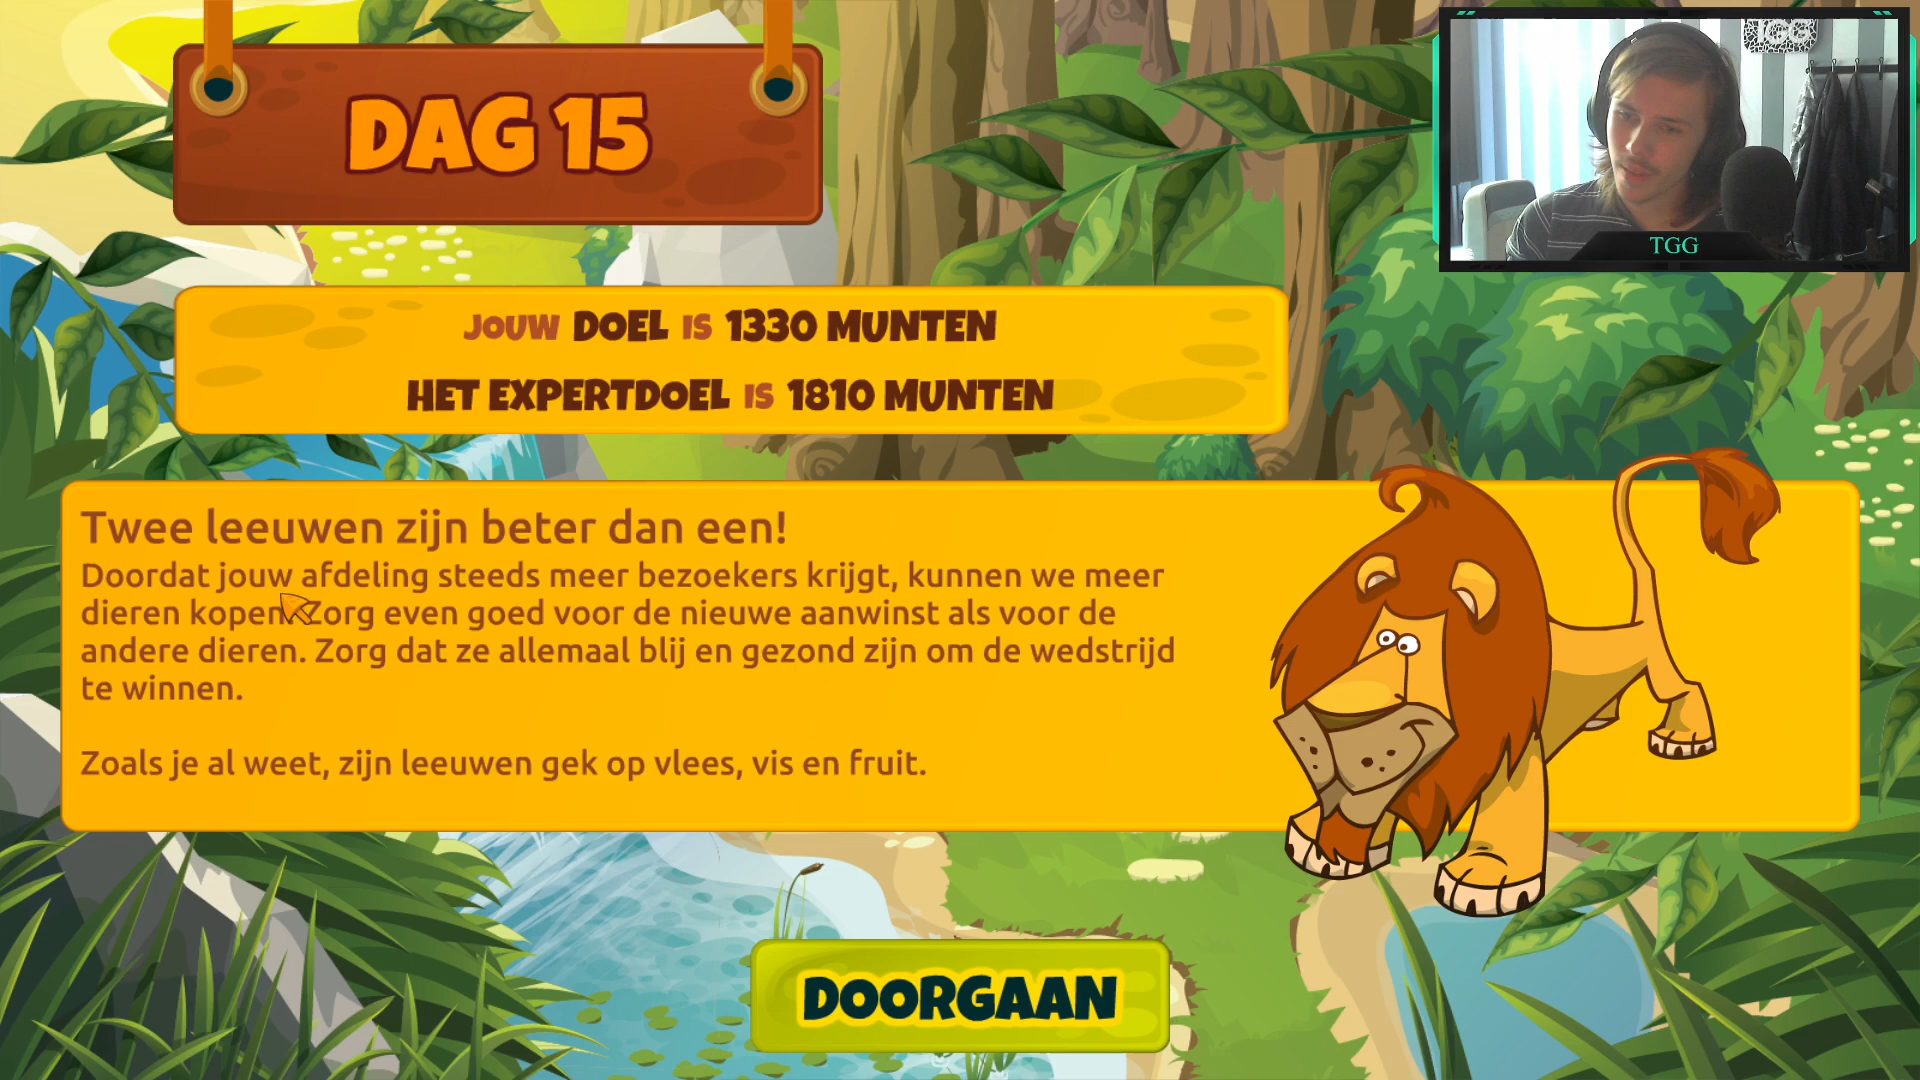 DAG 15
TGG
TGG
JOUW DOEL IS 1330 MUNTEN
HET EXPERTDOEL IS 1810 MUNTEN
Twee leeuwen zijn beter dan een!
Doordat jouw afdeling steeds meer bezoekers krijgt, kunnen we meer
dieren kopen. Zorg even goed voor de nieuwe aanwinst als voor de
andere dieren. Zorg dat ze allemaal blij en gezond zijn om de wedstrijd
te winnen.
Zoals je al weet, zijn leeuwen gek op vlees, vis en fruit.
DOORGAAN